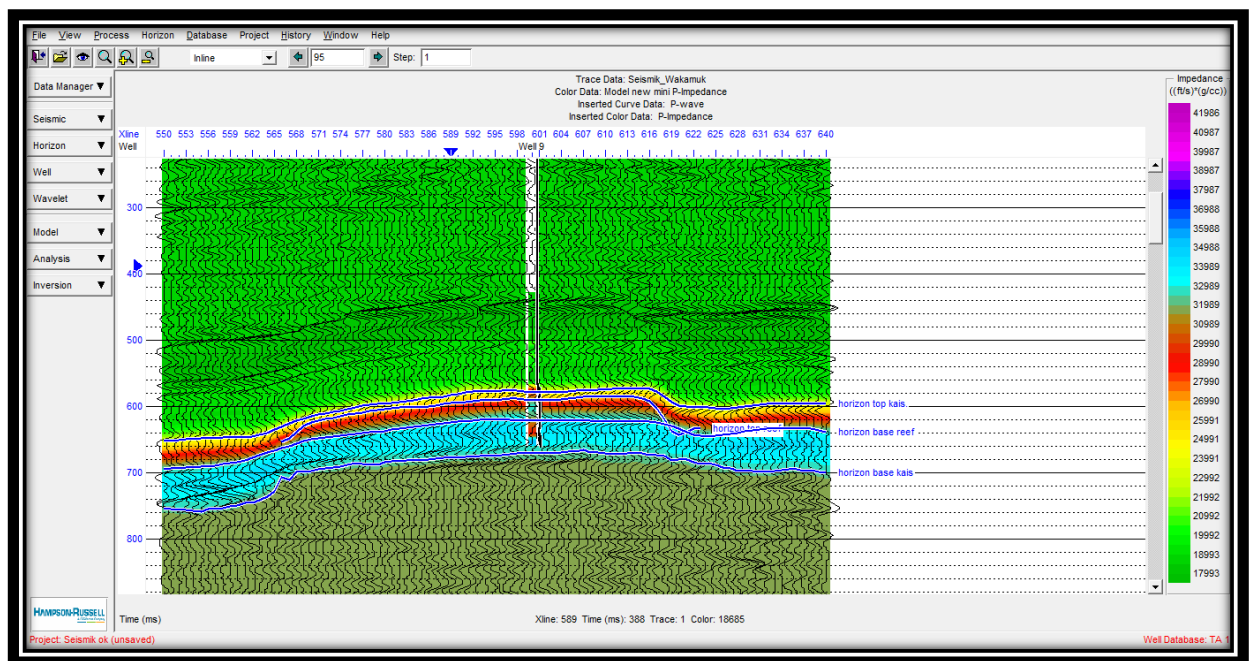 File View Process Horizon Database Project History Window Help
Inline 95 Step: 1
Data Manager
Seismic
Horizon
Well
Wavelet
Model
Analysis
Inversion
Trace Data: Seismik_Wakamuk
Color Data: Model new mini P-Impedance
Inserted Curve Data: P-wave
Inserted Color Data: P-Impedance
Xline 550 553 556 559 562 565 568 571 574 577 580 583 586 589 592 595 598 601 604 607 610 613 616 619 622 625 628 631 634 637 640
Well Well 9
300
400
500
600
700
800
horizon top kais
horizon base reef
horizon base kais
Impedance
((ft/s)*(g/cc))
41986
40987
39987
38987
37987
36988
35988
34988
33989
32989
31989
30989
29990
28990
27990
26990
25991
24991
23991
22992
21992
20992
19992
18993
17993
HAMPSON-RUSSELL
Time (ms) Xline: 589 Time (ms): 388 Trace: 1 Color: 18685
Project: Seismik ok (unsaved) Well Database: TA 1